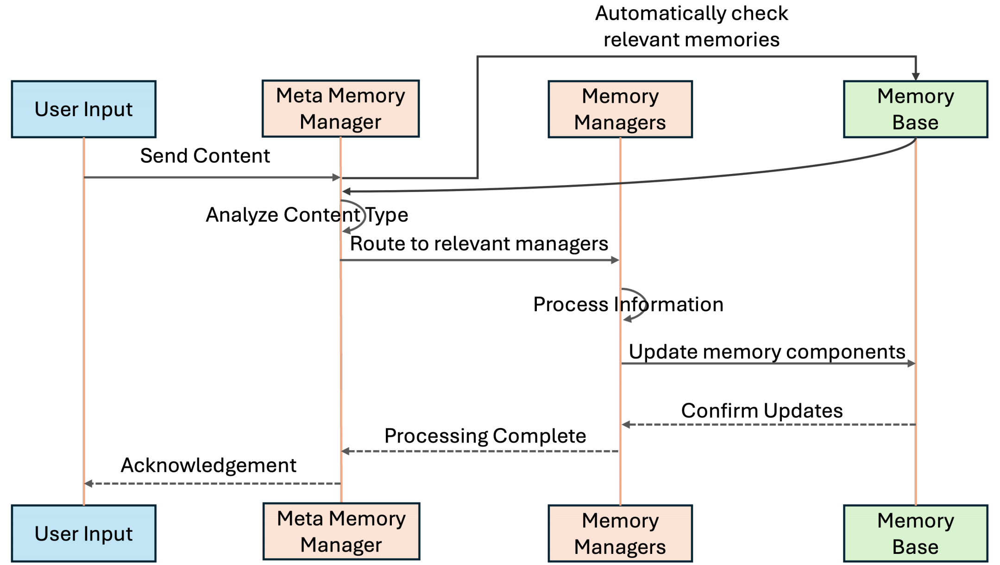 Automatically check
relevant memories
User Input
Meta Memory
Manager
Memory
Managers
Memory
Base
Send Content
Analyze Content Type
Route to relevant managers
Process Information
Update memory components
Confirm Updates
Processing Complete
Acknowledgement
User Input
Meta Memory
Manager
Memory
Managers
Memory
Base